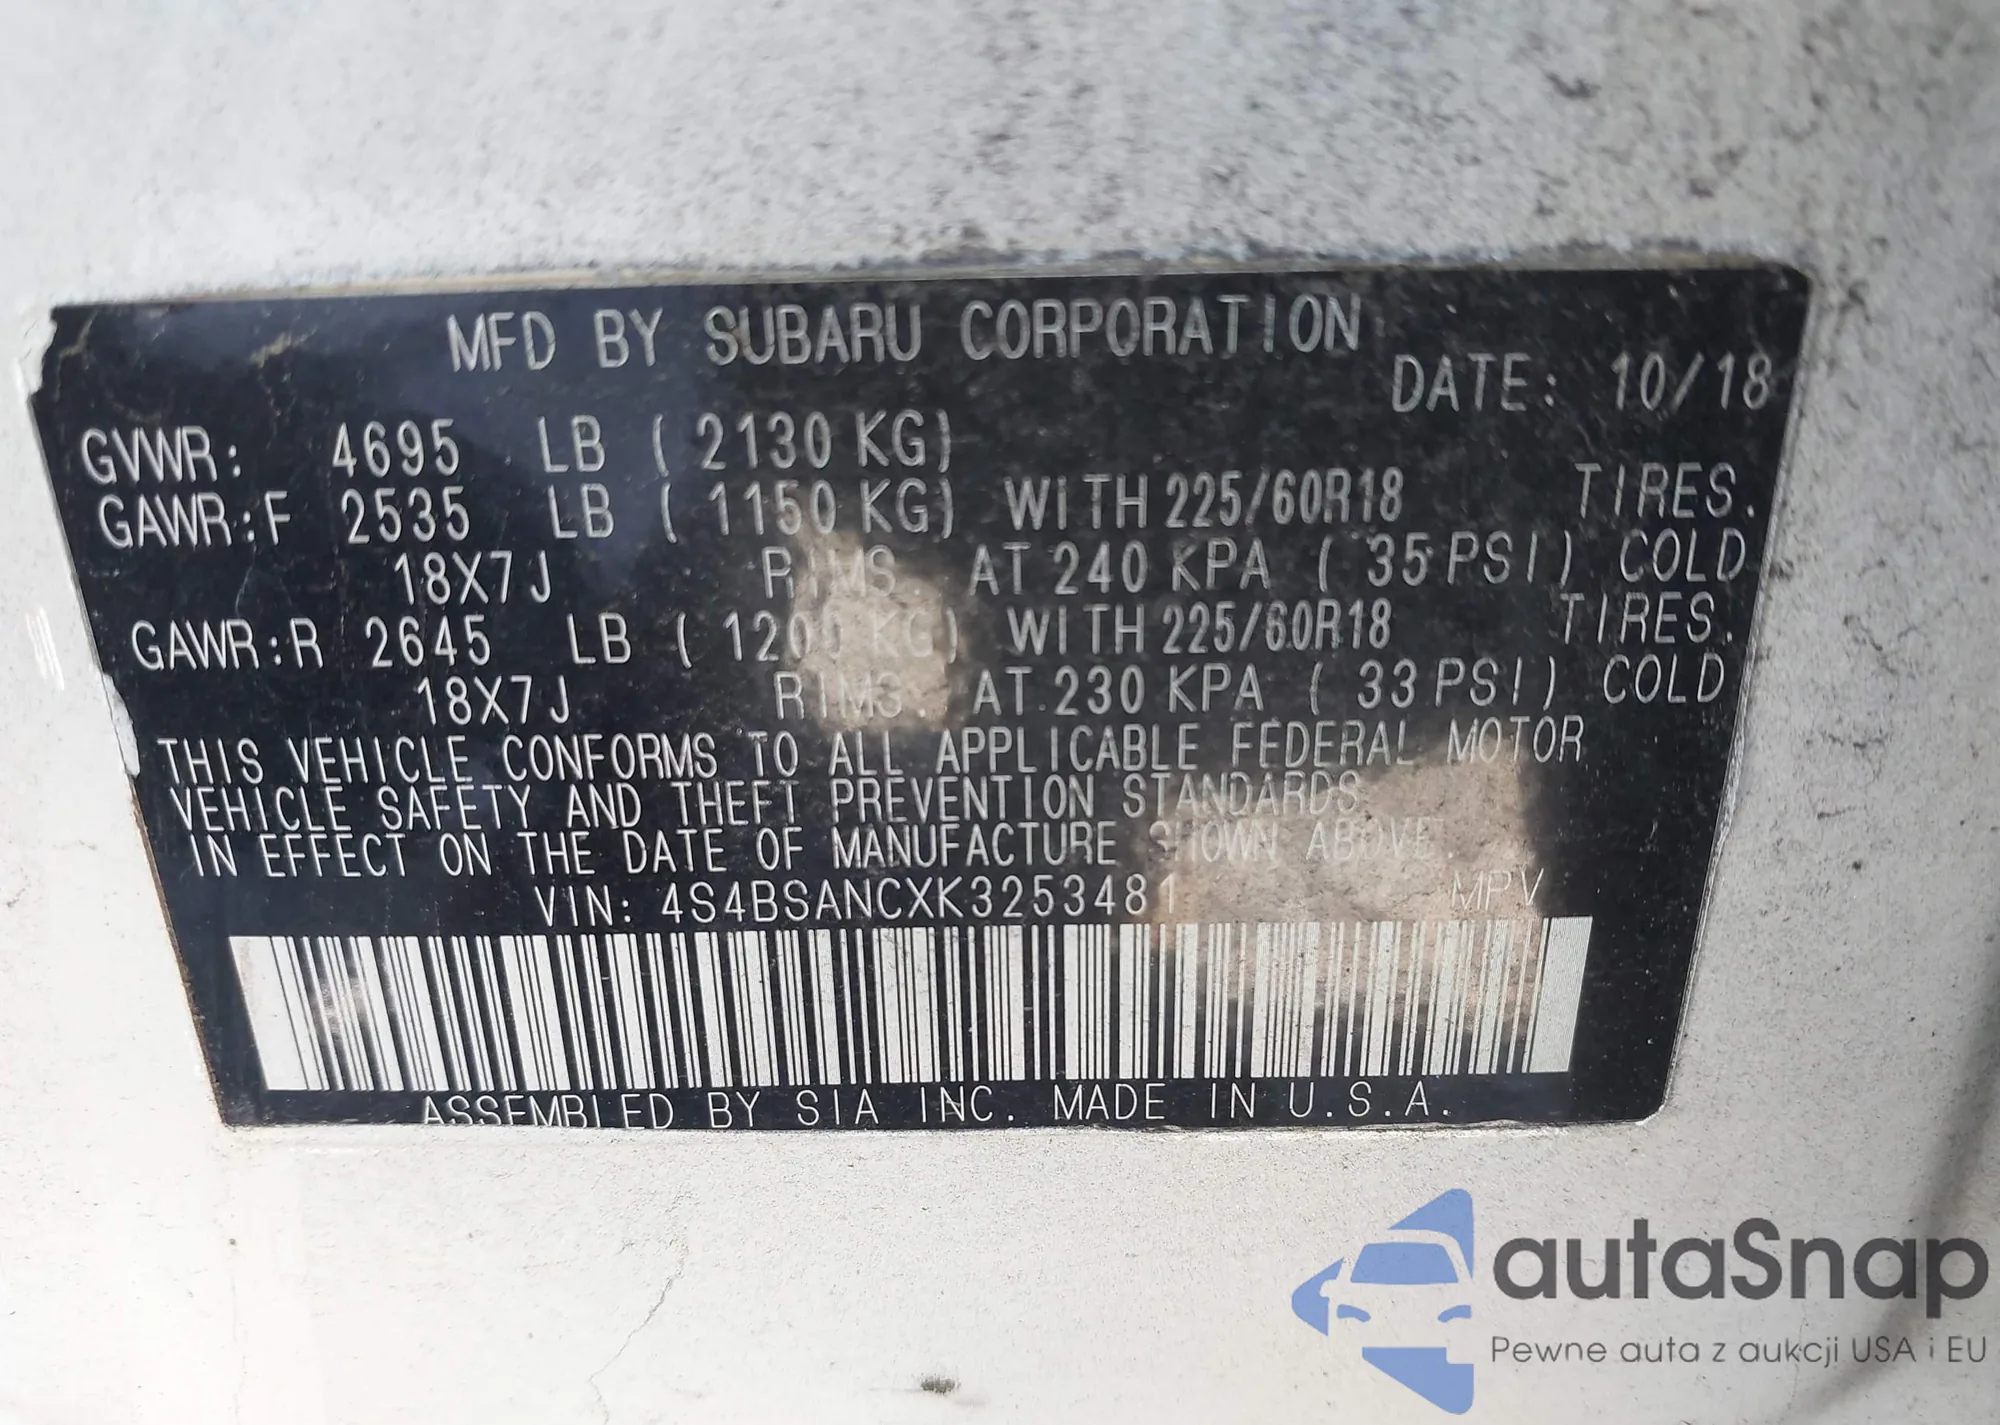 MFD BY SUBARU CORPORATION
DATE: 10/18
GVWR: 4695 LB ( 2130 KG)
GAWR:F 2535 LB ( 1150 KG) WITH 225/60R18 TIRES.
18X7J RIMS. AT 240 KPA ( 35 PSI) COLD
GAWR:R 2645 LB ( 1200 KG) WITH 225/60R18 TIRES.
18X7J RIMS. AT 230 KPA ( 33 PSI) COLD
THIS VEHICLE CONFORMS TO ALL APPLICABLE FEDERAL MOTOR
VEHICLE SAFETY AND THEFT PREVENTION STANDARDS
IN EFFECT ON THE DATE OF MANUFACTURE SHOWN ABOVE.
VIN: 4S4BSANCXK3253481 MPV
ASSEMBLED BY SIA INC. MADE IN U.S.A.
autaSnap
Pewne auta z aukcji USA i EU